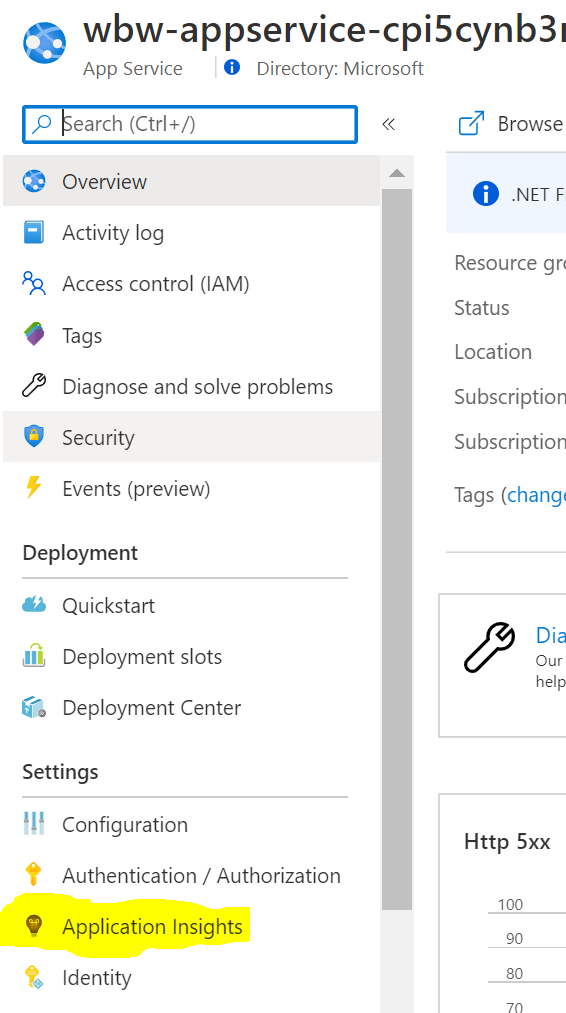 wbw-appservice-cpi5cynb3
App Service
Directory: Microsoft
Search (Ctrl+/)
«
Browse
Overview
Activity log
Access control (IAM)
Tags
Diagnose and solve problems
Security
Events (preview)
Deployment
Quickstart
Deployment slots
Deployment Center
Settings
Configuration
Authentication / Authorization
Application Insights
Identity
.NET F
Resource gro
Status
Location
Subscription
Subscription
Tags (change
Dia
Our
help
Http 5xx
100
90
80
70